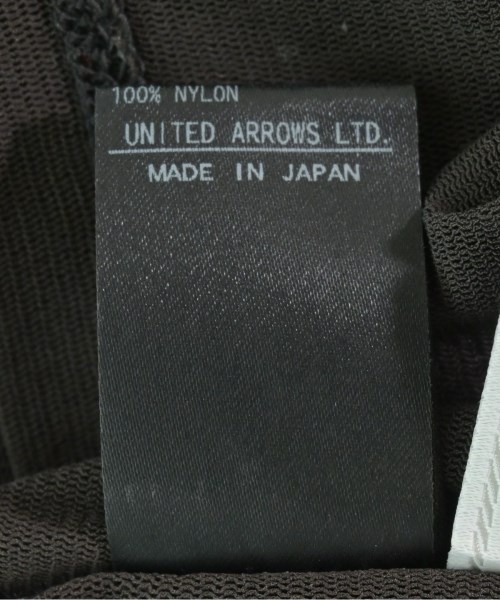 100% NYLON
UNITED ARROWS LTD.
MADE IN JAPAN